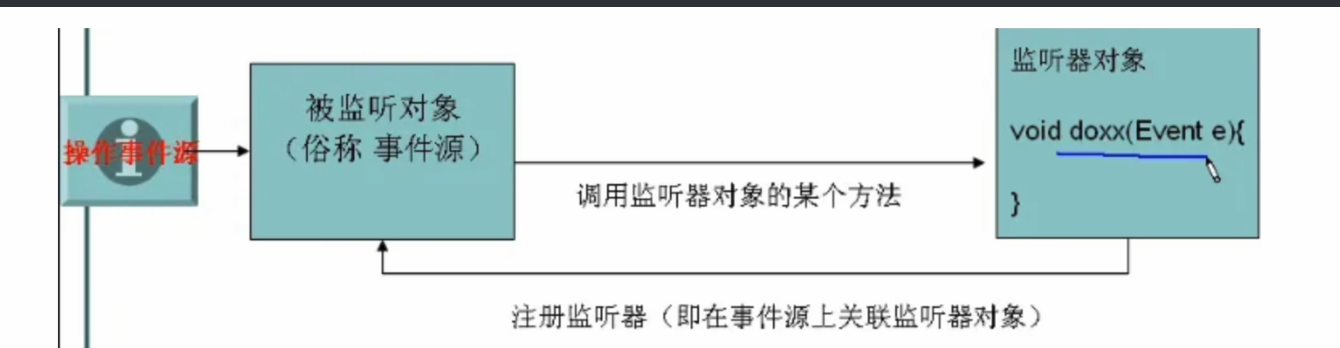 操作事件源
被监听对象
（俗称 事件源）
调用监听器对象的某个方法
监听器对象
void doxx(Event e){
}
注册监听器（即在事件源上关联监听器对象）